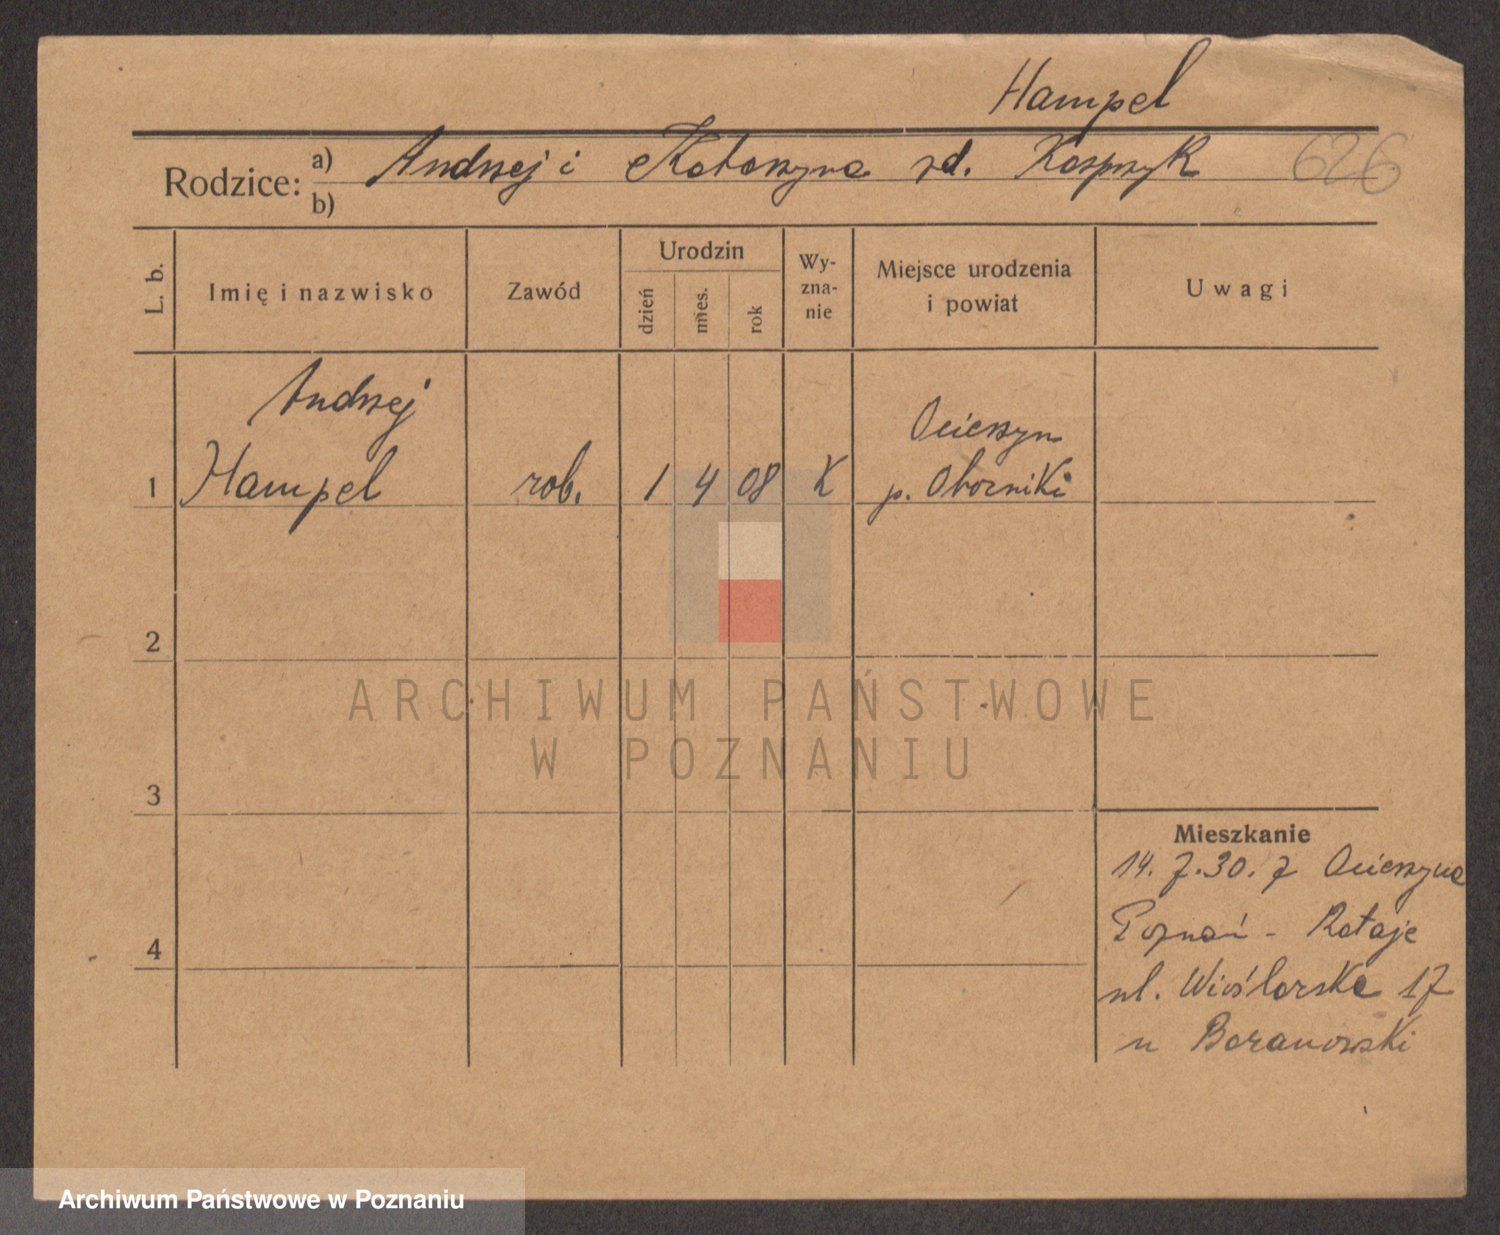 Hampel
Rodzice: a) Andrzej i Katarzyna zd. Kasprzyk 626
b)
L. b. Imię i nazwisko Zawód Urodzin dzień mies. rok Wy-zna-nie Miejsce urodzenia i powiat Uwagi
Andrzej Ocieszyn
1 Hampel rob. 1 4 08 K p. Oborniki
2
ARCHIWUM PAŃSTWOWE
W POZNANIU
3
Mieszkanie
14. 7. 30. z Ocieszyna
Poznań - Rataje
4
ul. Wioślarska 17
u Baranowski
Archiwum Państwowe w Poznaniu